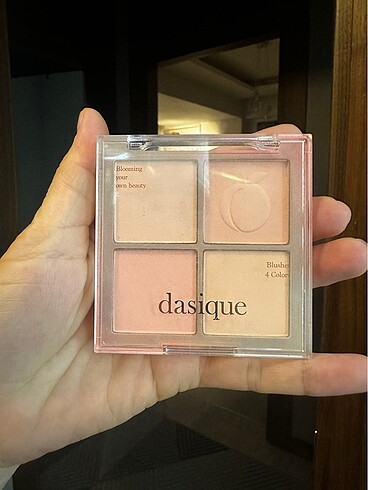 Blooming
your
own beauty
Blusher
4 Colors
dasique